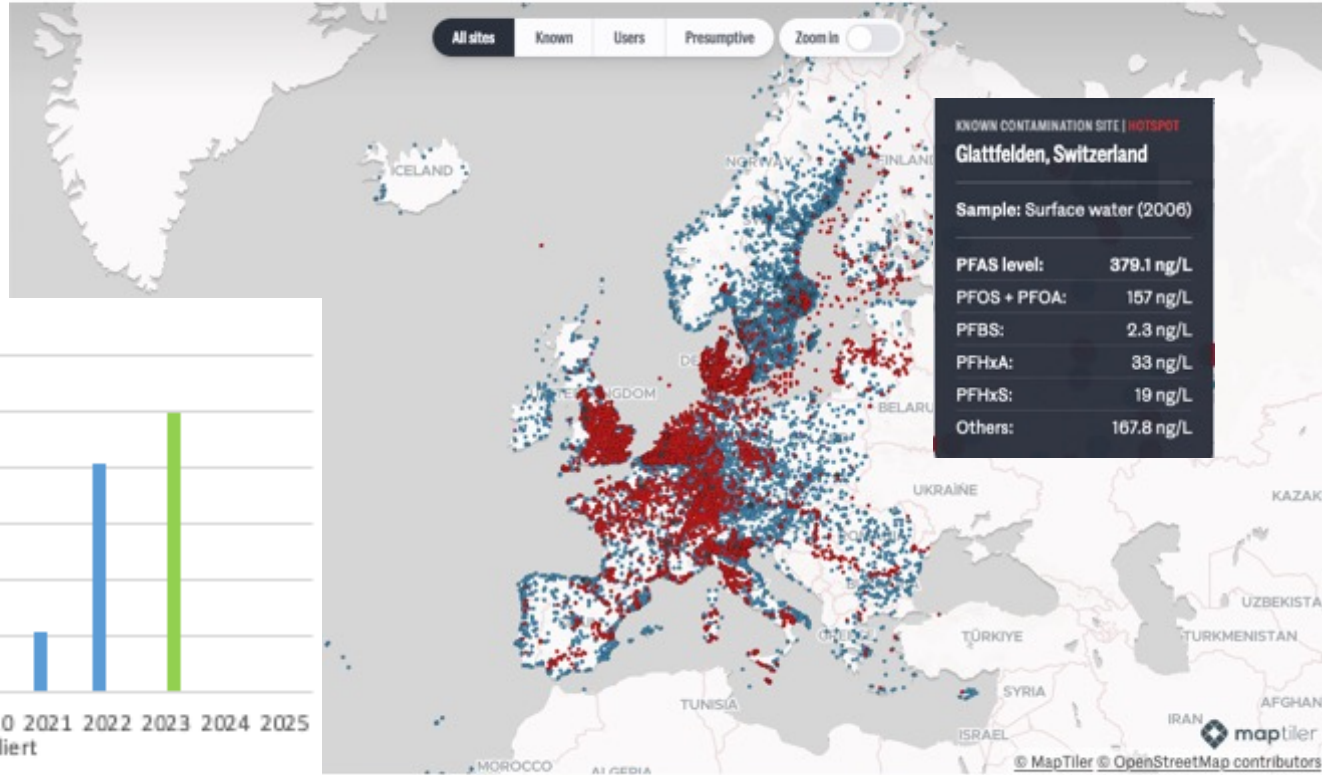 All sites Known Users Presumptive Zoom in
KNOWN CONTAMINATION SITE | HOTSPOT
Glattfelden, Switzerland
Sample: Surface water (2006)
PFAS level: 379.1 ng/L
PFOS + PFOA: 157 ng/L
PFBS: 2.3 ng/L
PFHxA: 33 ng/L
PFHxS: 19 ng/L
Others: 167.8 ng/L
ICELAND
NORWAY
FINLAND
KINGDOM
BELARU
UKRAÏNE
KAZAK
UZBEKISTA
TÜRKIYE
TURKMENISTAN
SYRIA
TUNISIA
AFGHAN
IRAN
ISRAEL
MOROCCO
ALGERIA
maptiler
© MapTiler © OpenStreetMap contributors
0 2021 2022 2023 2024 2025
liert